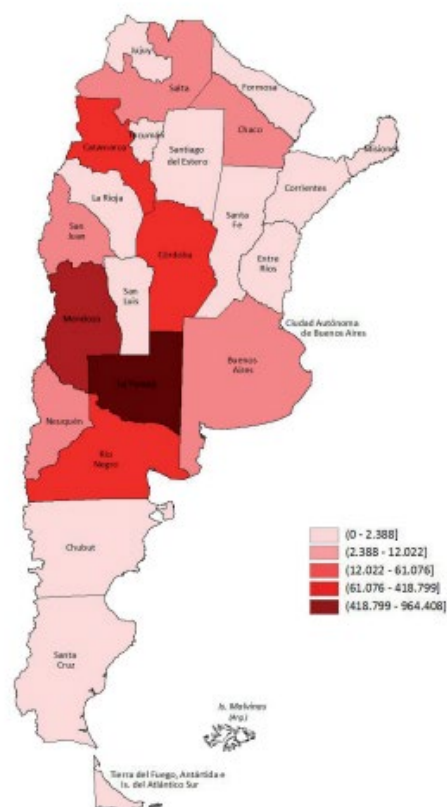 Jujuy
Salta
Formosa
Tucumán
Chaco
Catamarca
Santiago
del Estero
Misiones
Corrientes
La Rioja
Santa
Fe
San
Juan
Córdoba
Entre
Ríos
San
Luis
Ciudad Autónoma
de Buenos Aires
Mendoza
Buenos
Aires
La Pampa
Neuquén
Río
Negro
(0 - 2.388]
(2.388 - 12.022]
(12.022 - 61.076]
(61.076 - 418.799]
(418.799 - 964.408]
Chubut
Santa
Cruz
Is. Malvinas
(Arg.)
Tierra del Fuego, Antártida e
Is. del Atlántico Sur